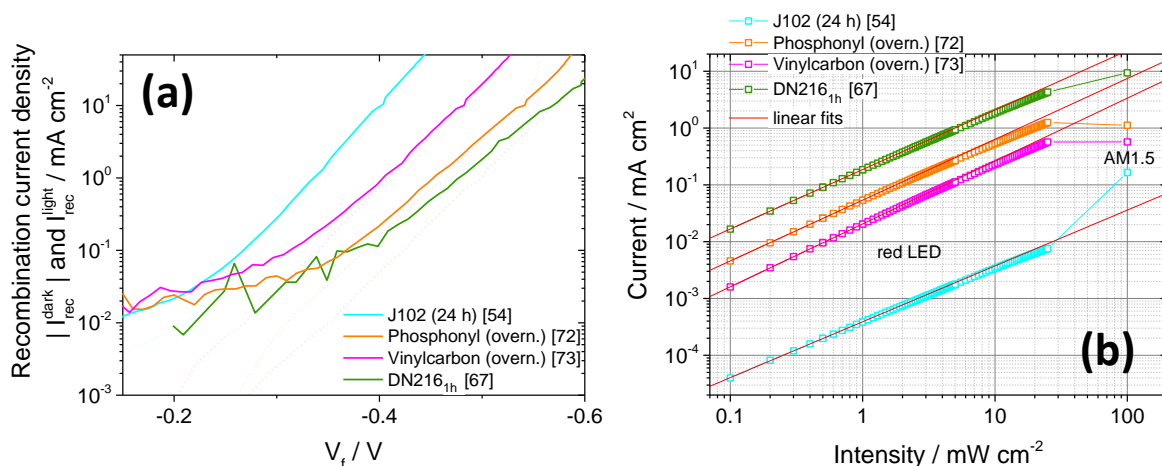 (a)
Recombination current density
| I_rec^dark | and I_rec^light / mA cm^-2
10^1
10^0
10^-1
10^-2
10^-3
J102 (24 h) [54]
Phosphonyl (overn.) [72]
Vinylcarbon (overn.) [73]
DN216_1h [67]
-0.2
-0.4
-0.6
V_f / V
J102 (24 h) [54]
Phosphonyl (overn.) [72]
Vinylcarbon (overn.) [73]
DN216_1h [67]
linear fits
Current / mA cm^2
10^1
10^0
10^-1
10^-2
10^-3
10^-4
AM1.5
red LED
(b)
0.1
1
10
100
Intensity / mW cm^-2